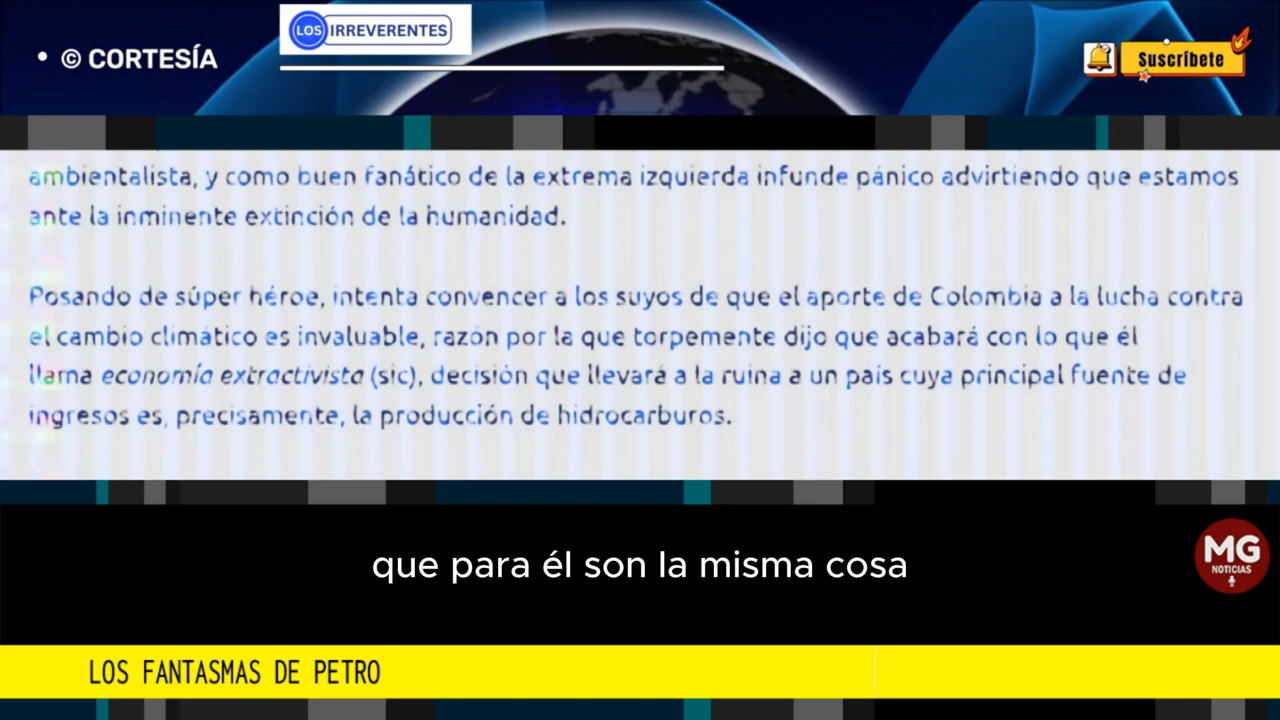 • © CORTESÍA
LOS IRREVERENTES
Suscríbete
ambientalista, y como buen fanático de la extrema izquierda infunde pánico advirtiendo que estamos
ante la inminente extinción de la humanidad.
Posando de súper héroe, intenta convencer a los suyos de que el aporte de Colombia a la lucha contra
el cambio climático es invaluable, razón por la que torpemente dijo que acabará con lo que él
llama economía extractivista (sic), decisión que llevará a la ruina a un país cuya principal fuente de
ingresos es, precisamente, la producción de hidrocarburos.
que para él son la misma cosa
MG
NOTICIAS
LOS FANTASMAS DE PETRO